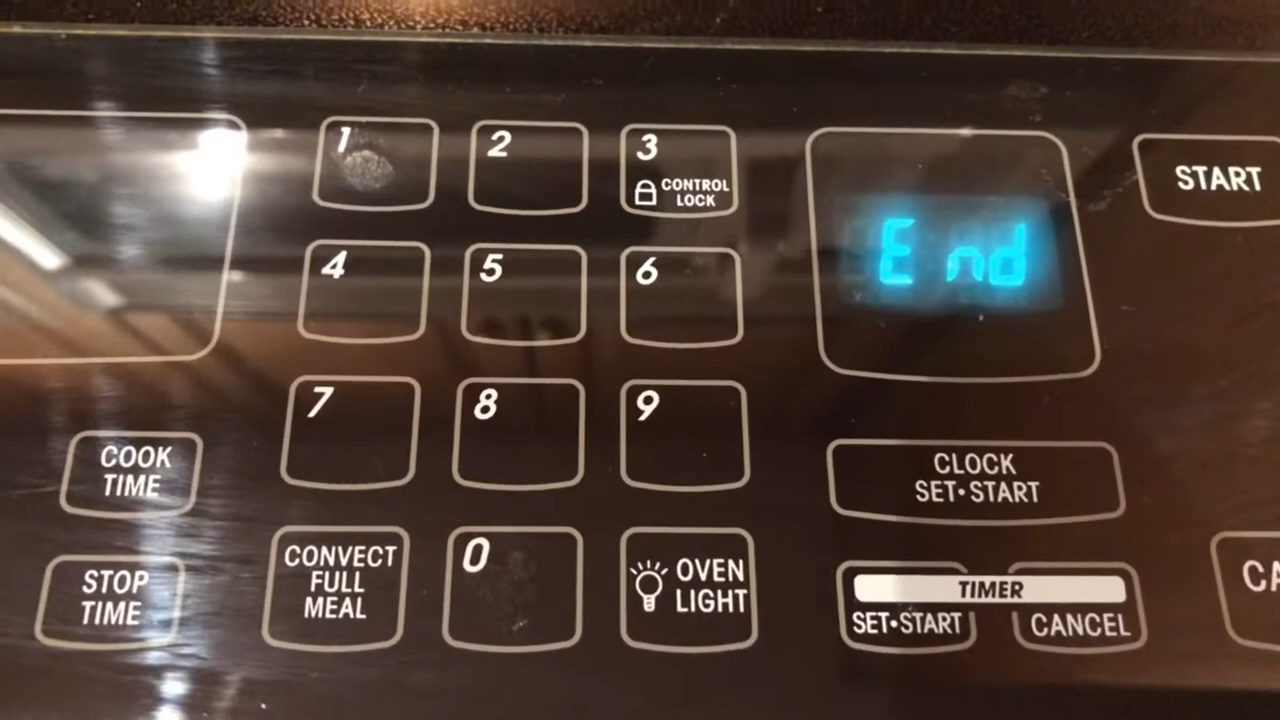 1
2
3
CONTROL
LOCK
START
4
5
6
End
7
8
9
COOK
TIME
CLOCK
SET•START
STOP
TIME
CONVECT
FULL
MEAL
0
OVEN
LIGHT
TIMER
SET•START
CANCEL
CA